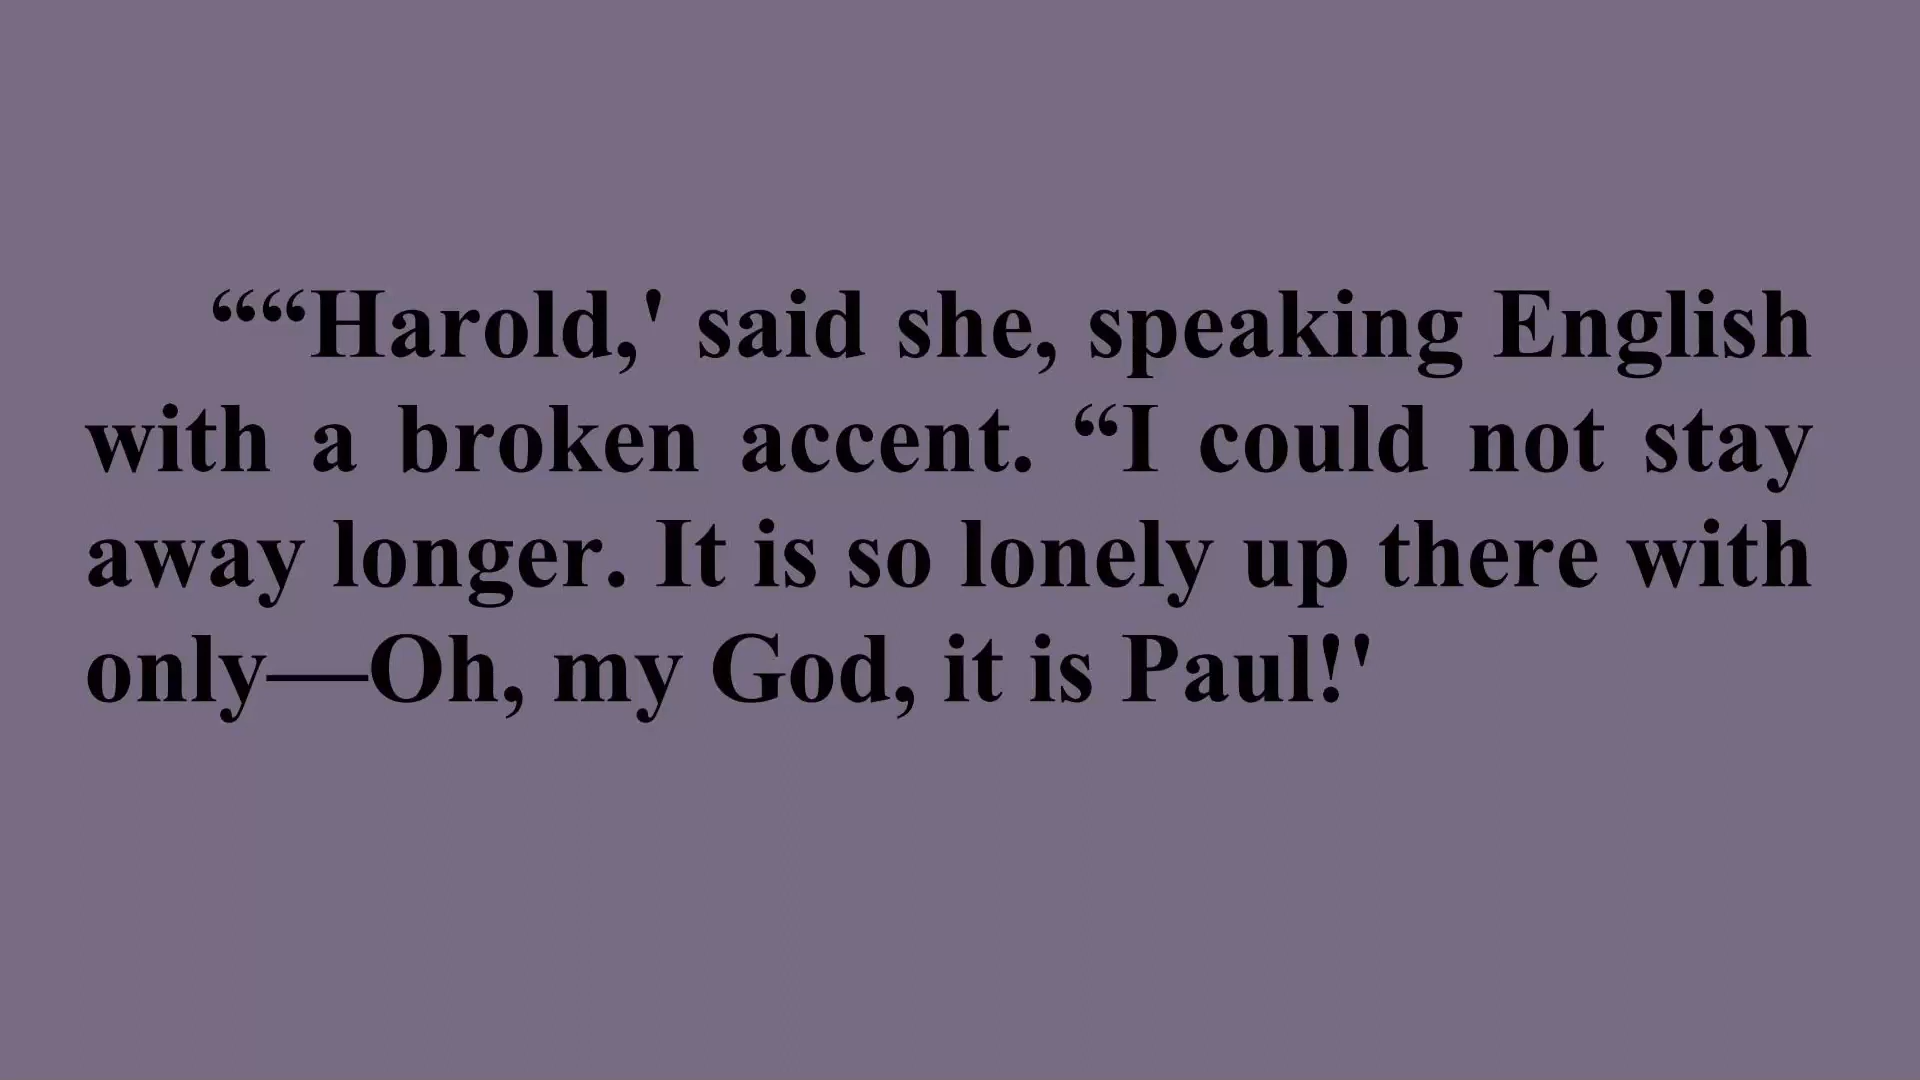 ““Harold,' said she, speaking English
with a broken accent. “I could not stay
away longer. It is so lonely up there with
only—Oh, my God, it is Paul!'